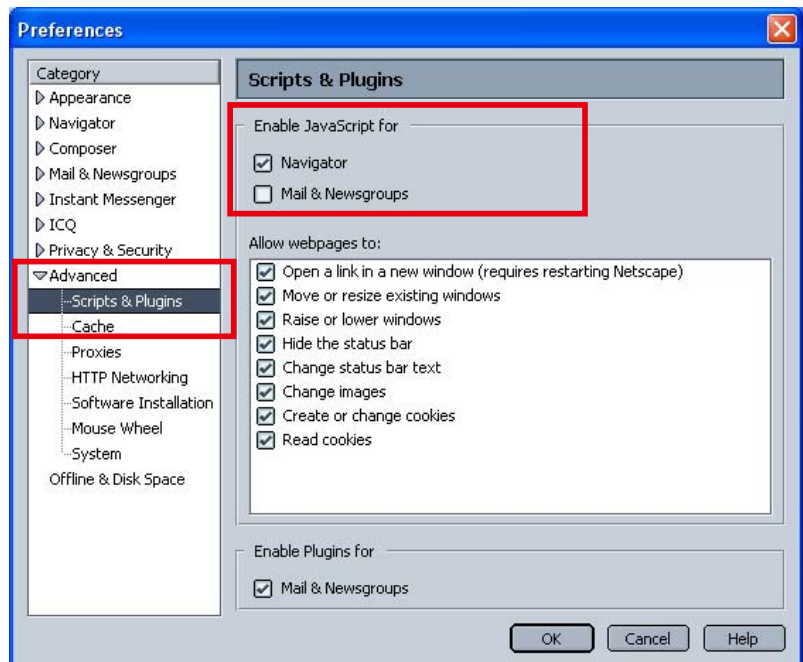 Preferences
Category
Appearance
Navigator
Composer
Mail & Newsgroups
Instant Messenger
ICQ
Privacy & Security
Advanced
Scripts & Plugins
Cache
Proxies
HTTP Networking
Software Installation
Mouse Wheel
System
Offline & Disk Space
Scripts & Plugins
Enable JavaScript for
Navigator
Mail & Newsgroups
Allow webpages to:
Open a link in a new window (requires restarting Netscape)
Move or resize existing windows
Raise or lower windows
Hide the status bar
Change status bar text
Change images
Create or change cookies
Read cookies
Enable Plugins for
Mail & Newsgroups
OK
Cancel
Help